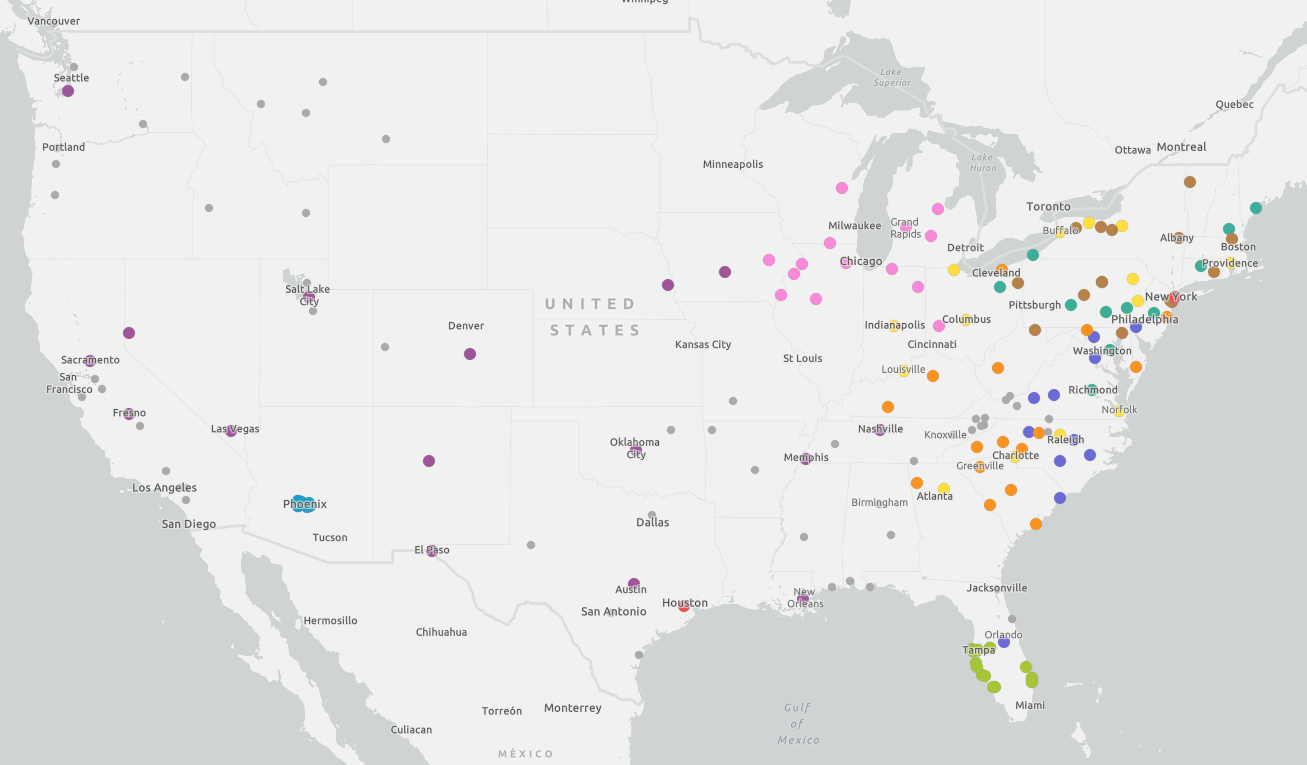 Winnipeg
Vancouver
Seattle
Lake
Superior
Quebec
Portland
Minneapolis
Ottawa
Montreal
Lake
Huron
Toronto
Milwaukee
Grand
Rapids
Buffalo
Albany
Boston
Detroit
Chicago
Cleveland
Providence
Salt Lake
City
UNITED
STATES
Pittsburgh
New York
Denver
Indianapolis
Columbus
Philadelphia
Kansas City
Cincinnati
Washington
Sacramento
St Louis
San
Francisco
Louisville
Richmond
Fresno
Norfolk
Las Vegas
Nashville
Knoxville
Raleigh
Oklahoma
City
Memphis
Charlotte
Greenville
Los Angeles
Phoenix
Birmingham
Atlanta
San Diego
Dallas
Tucson
El Paso
Austin
New
Orleans
Jacksonville
Houston
San Antonio
Hermosillo
Chihuahua
Orlando
Tampa
Torreón
Monterrey
Gulf
of
Mexico
Miami
Culiacan
MÉXICO